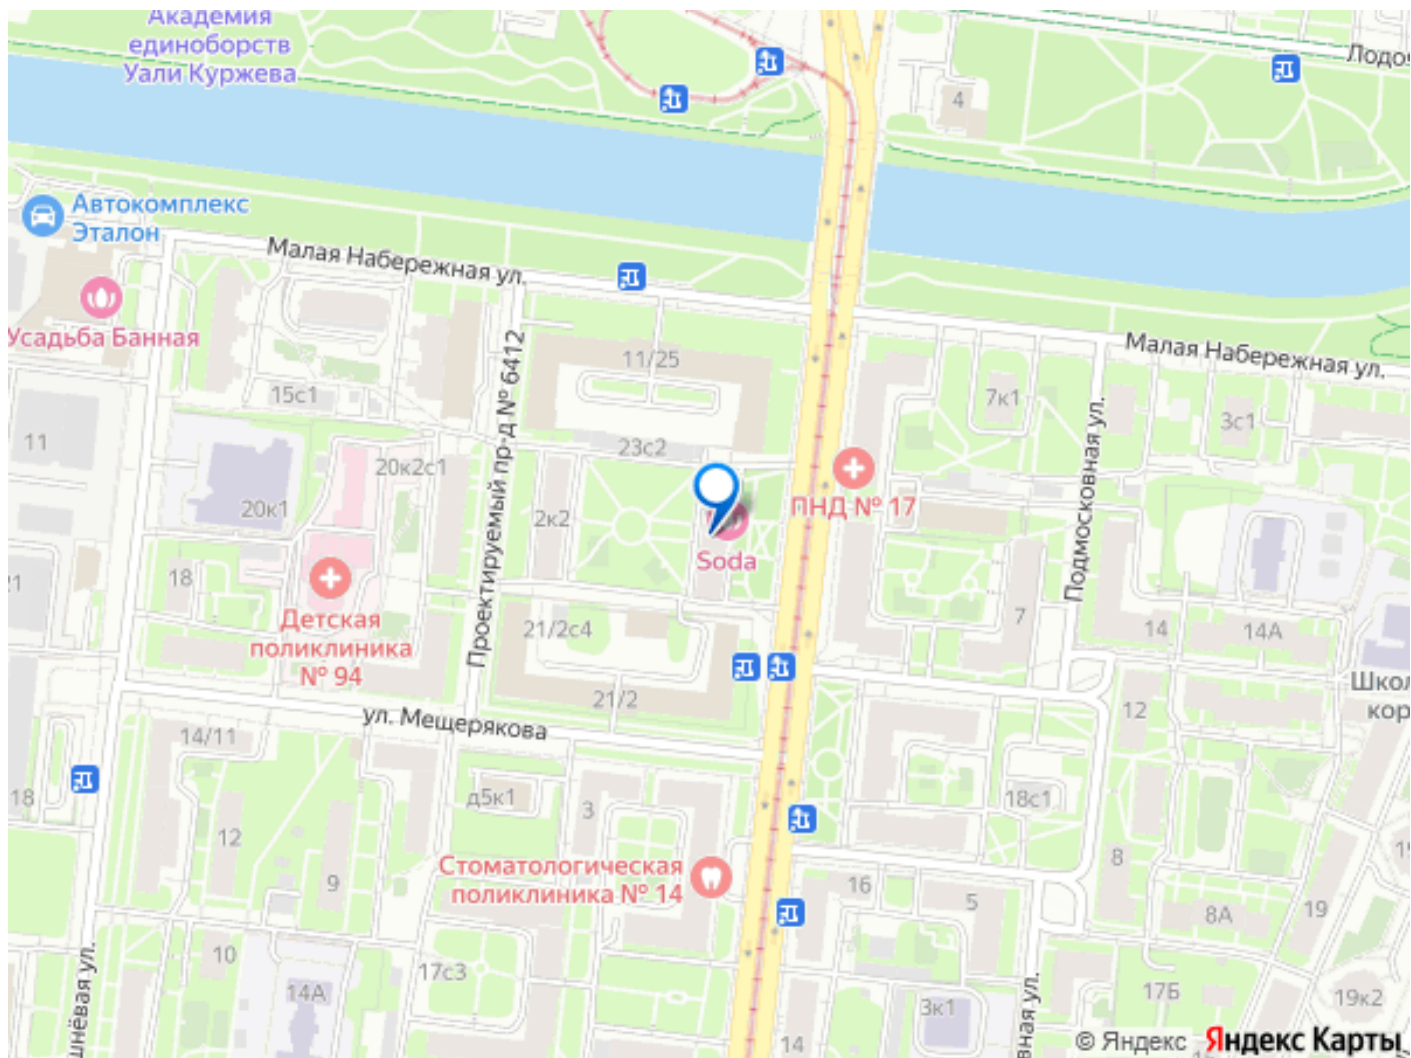 Академия
единоборств
Уали Куржева
4
Автокомплекс
Эталон
Малая Набережная ул.
Усадьба Банная
11/25
Малая Набережная ул.
15с1
7к1
3с1
11
23с2
Проектируемый пр-д № 6412
Подмосковная ул.
20к2с1
20к1
2к2
ПНД № 17
Soda
18
Детская
поликлиника
№ 94
21/2с4
7
14
14А
21/2
ул. Мещерякова
12
14/11
18
д5к1
3
18с1
12
9
Стоматологическая
поликлиника № 14
16
5
8
8А
19
10
14А
17с3
3к1
17Б
19к2
14
© Яндекс Яндекс Карты